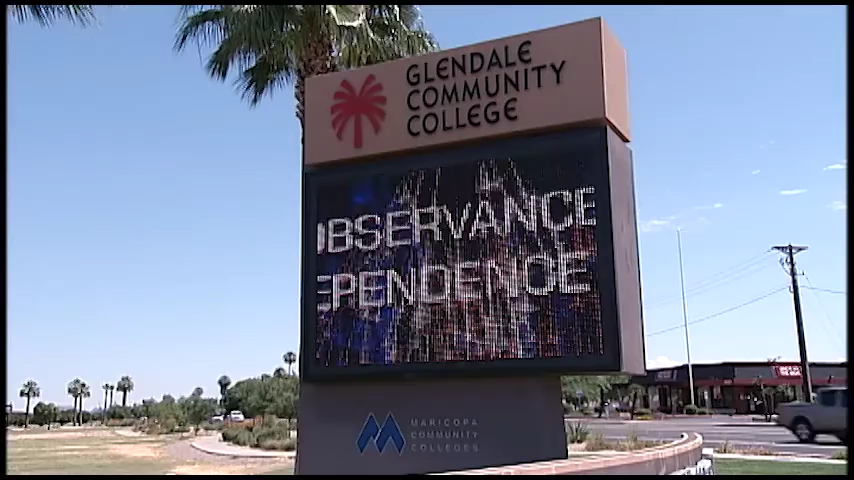 GLENDALE
COMMUNITY
COLLEGE
OBSERVANCE
EPENDENCE
MARICOPA
COMMUNITY
COLLEGES